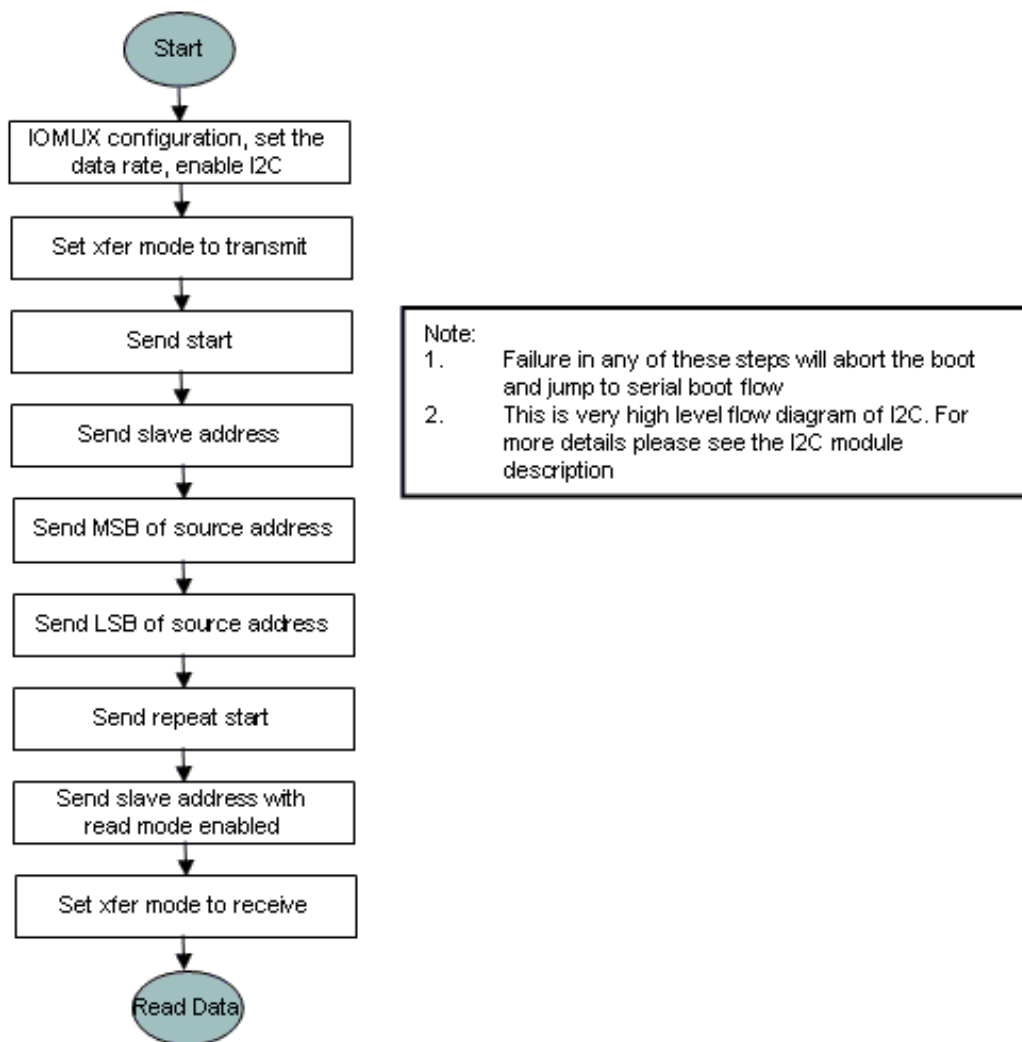 Start
IOMUX configuration, set the
data rate, enable I2C
Set xfer mode to transmit
Send start
Send slave address
Send MSB of source address
Send LSB of source address
Send repeat start
Send slave address with
read mode enabled
Set xfer mode to receive
Read Data
Note:
1. Failure in any of these steps will abort the boot
and jump to serial boot flow
2. This is very high level flow diagram of I2C. For
more details please see the I2C module
description